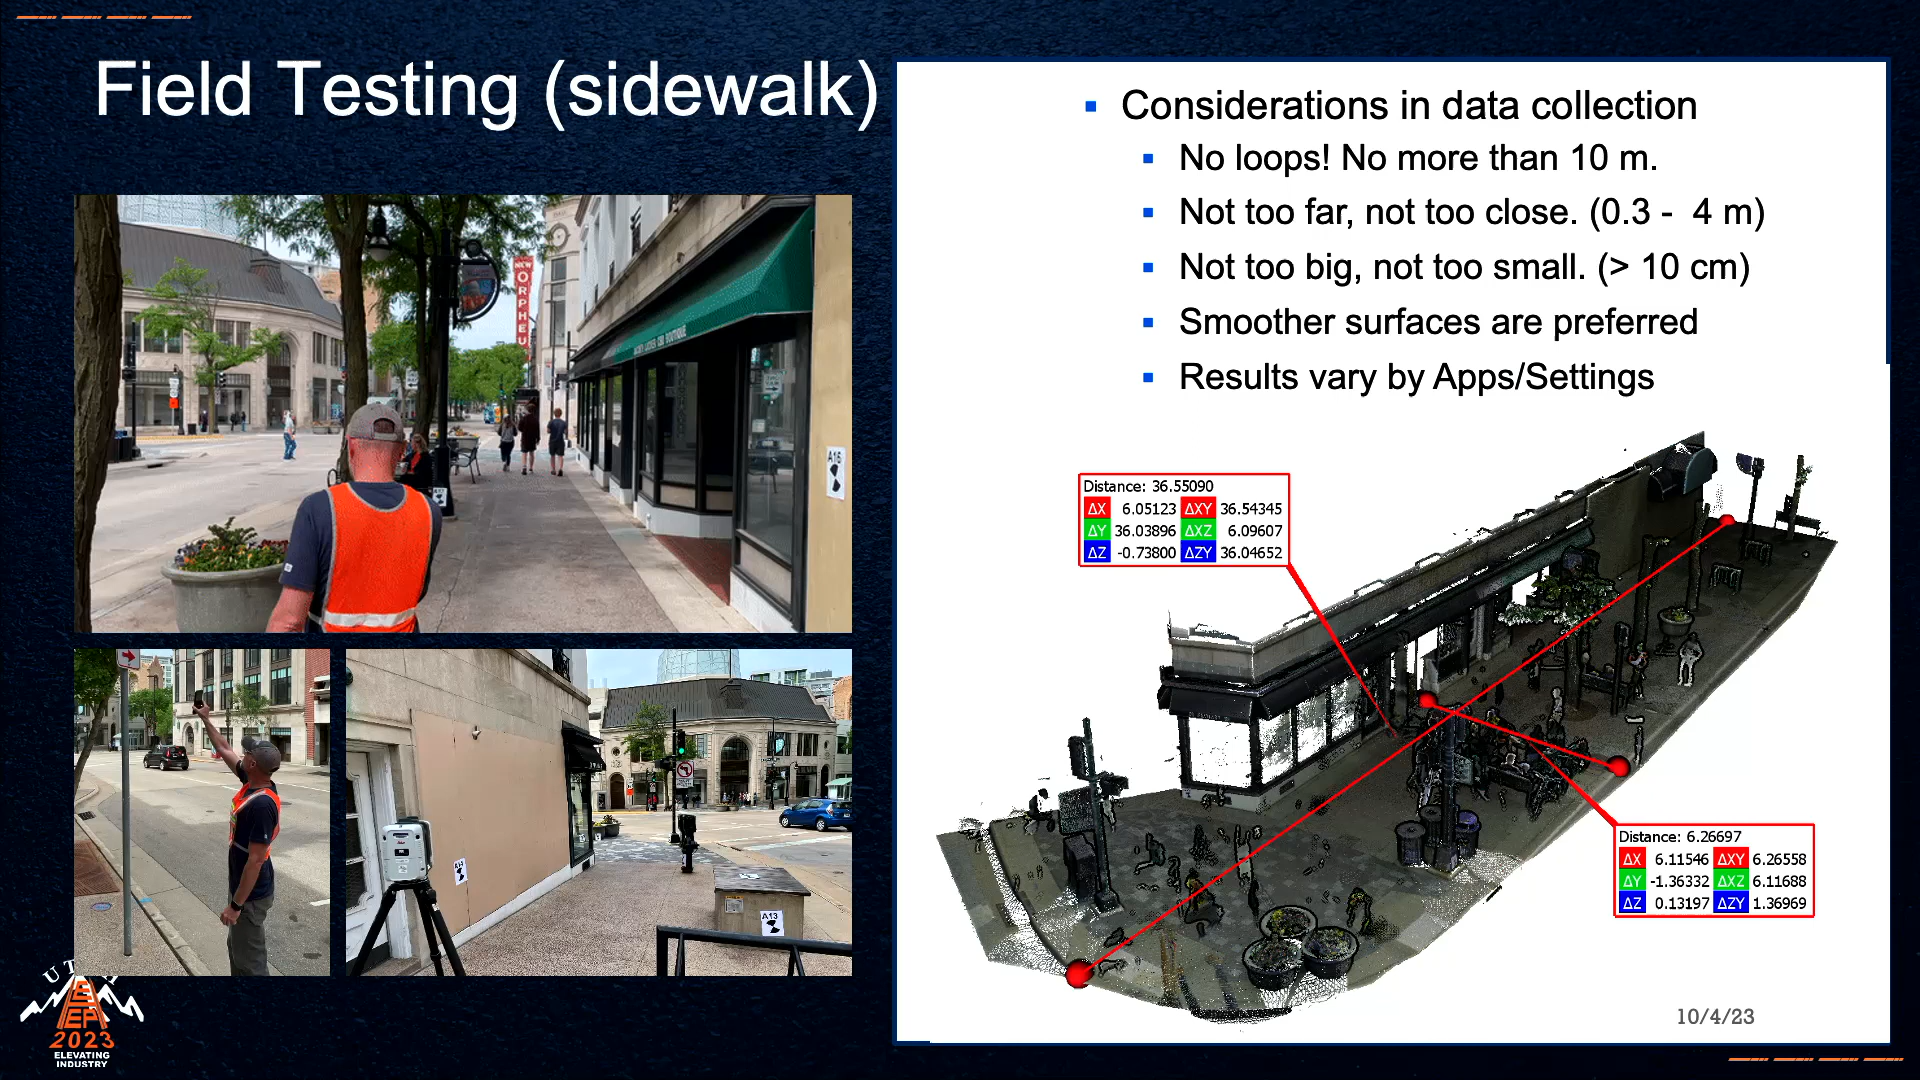 Field Testing (sidewalk)
Considerations in data collection
No loops! No more than 10 m.
Not too far, not too close. (0.3 -  4 m)
Not too big, not too small. (> 10 cm)
Smoother surfaces are preferred
Results vary by Apps/Settings
NEW
ORPHEU
A16
A13
Distance: 36.55090
ΔX 6.05123 ΔXY 36.54345
ΔY 36.03896 ΔXZ 6.09607
ΔZ -0.73800 ΔZY 36.04652
Distance: 6.26697
ΔX 6.11546 ΔXY 6.26558
ΔY -1.36332 ΔXZ 6.11688
ΔZ 0.13197 ΔZY 1.36969
10/4/23
2023
ELEVATING
INDUSTRY